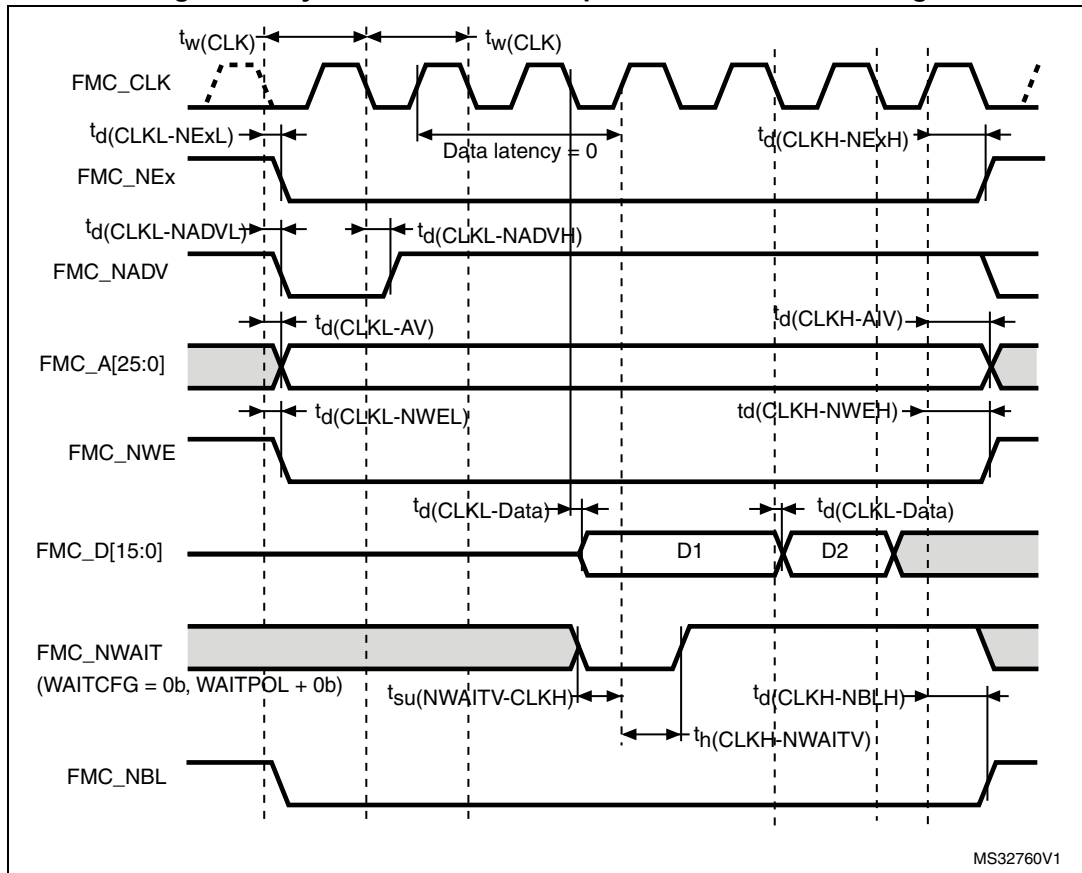 tw(CLK) tw(CLK)
FMC_CLK
td(CLKL-NExL) Data latency = 0 td(CLKH-NExH)
FMC_NEx
td(CLKL-NADVL) td(CLKL-NADVH)
FMC_NADV
td(CLKL-AV) td(CLKH-AIV)
FMC_A[25:0]
td(CLKL-NWEL) td(CLKH-NWEH)
FMC_NWE
td(CLKL-Data) td(CLKL-Data)
FMC_D[15:0] D1 D2
FMC_NWAIT
(WAITCFG = 0b, WAITPOL + 0b)
tsu(NWAITV-CLKH) td(CLKH-NBLH)
th(CLKH-NWAITV)
FMC_NBL
MS32760V1